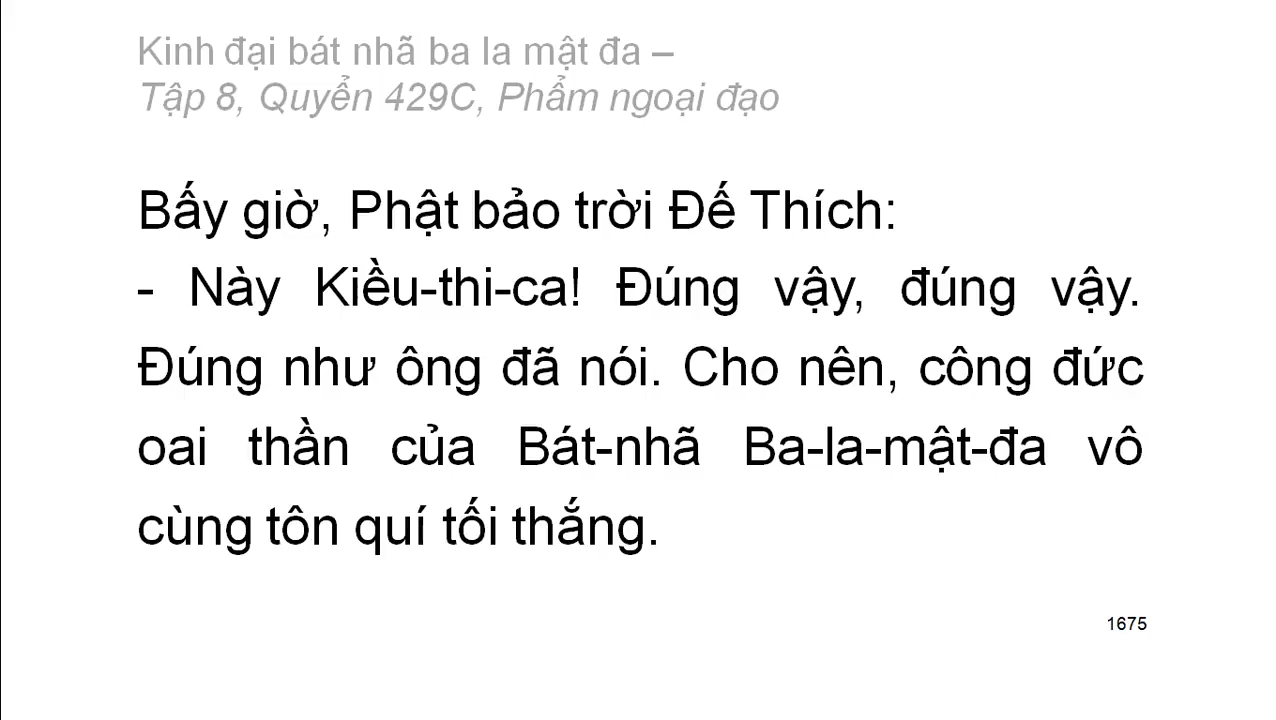 Kinh đại bát nhã ba la mật đa –
Tập 8, Quyển 429C, Phẩm ngoại đạo
Bấy giờ, Phật bảo trời Đế Thích:
- Này Kiều-thi-ca! Đúng vậy, đúng vậy.
Đúng như ông đã nói. Cho nên, công đức
oai thần của Bát-nhã Ba-la-mật-đa vô
cùng tôn quí tối thắng.
1675